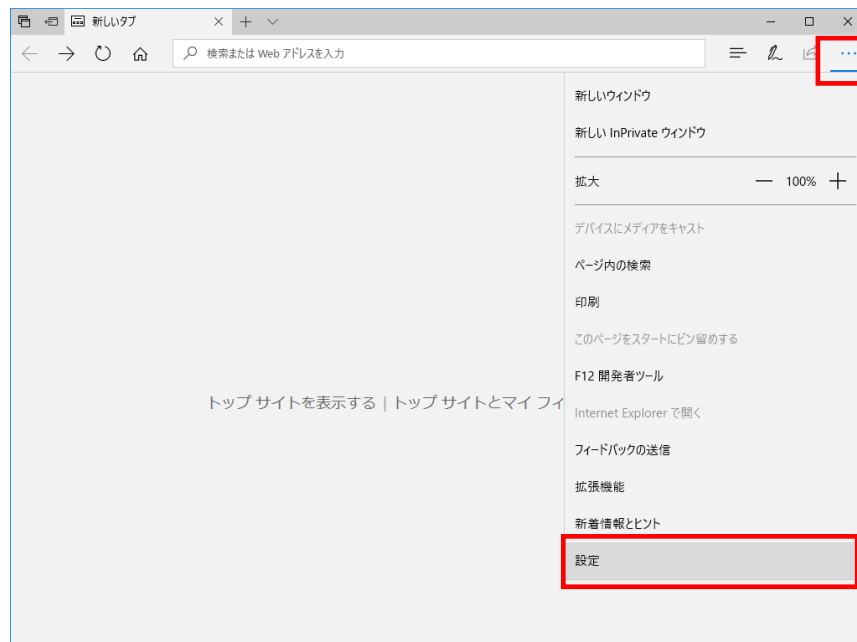 新しいタブ
検索または Web アドレスを入力
新しいウィンドウ
新しい InPrivate ウィンドウ
拡大 100%
デバイスにメディアをキャスト
ページ内の検索
印刷
このページをスタートにピン留めする
F12 開発者ツール
トップ サイトを表示する | トップ サイトとマイ フィ
Internet Explorer で開く
フィードバックの送信
拡張機能
新着情報とヒント
設定